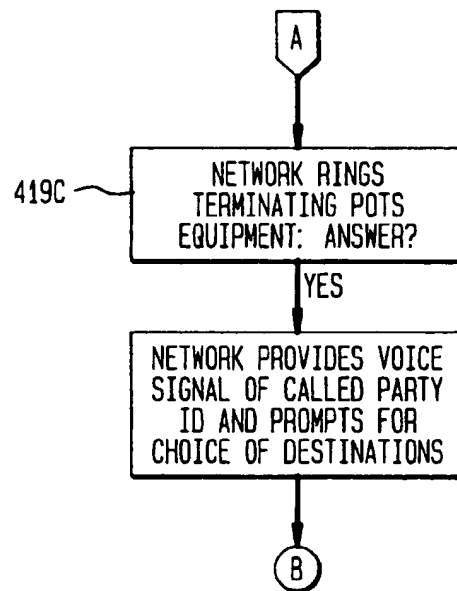 A
NETWORK RINGS
TERMINATING POTS
EQUIPMENT: ANSWER?
419C
YES
NETWORK PROVIDES VOICE
SIGNAL OF CALLED PARTY
ID AND PROMPTS FOR
CHOICE OF DESTINATIONS
B